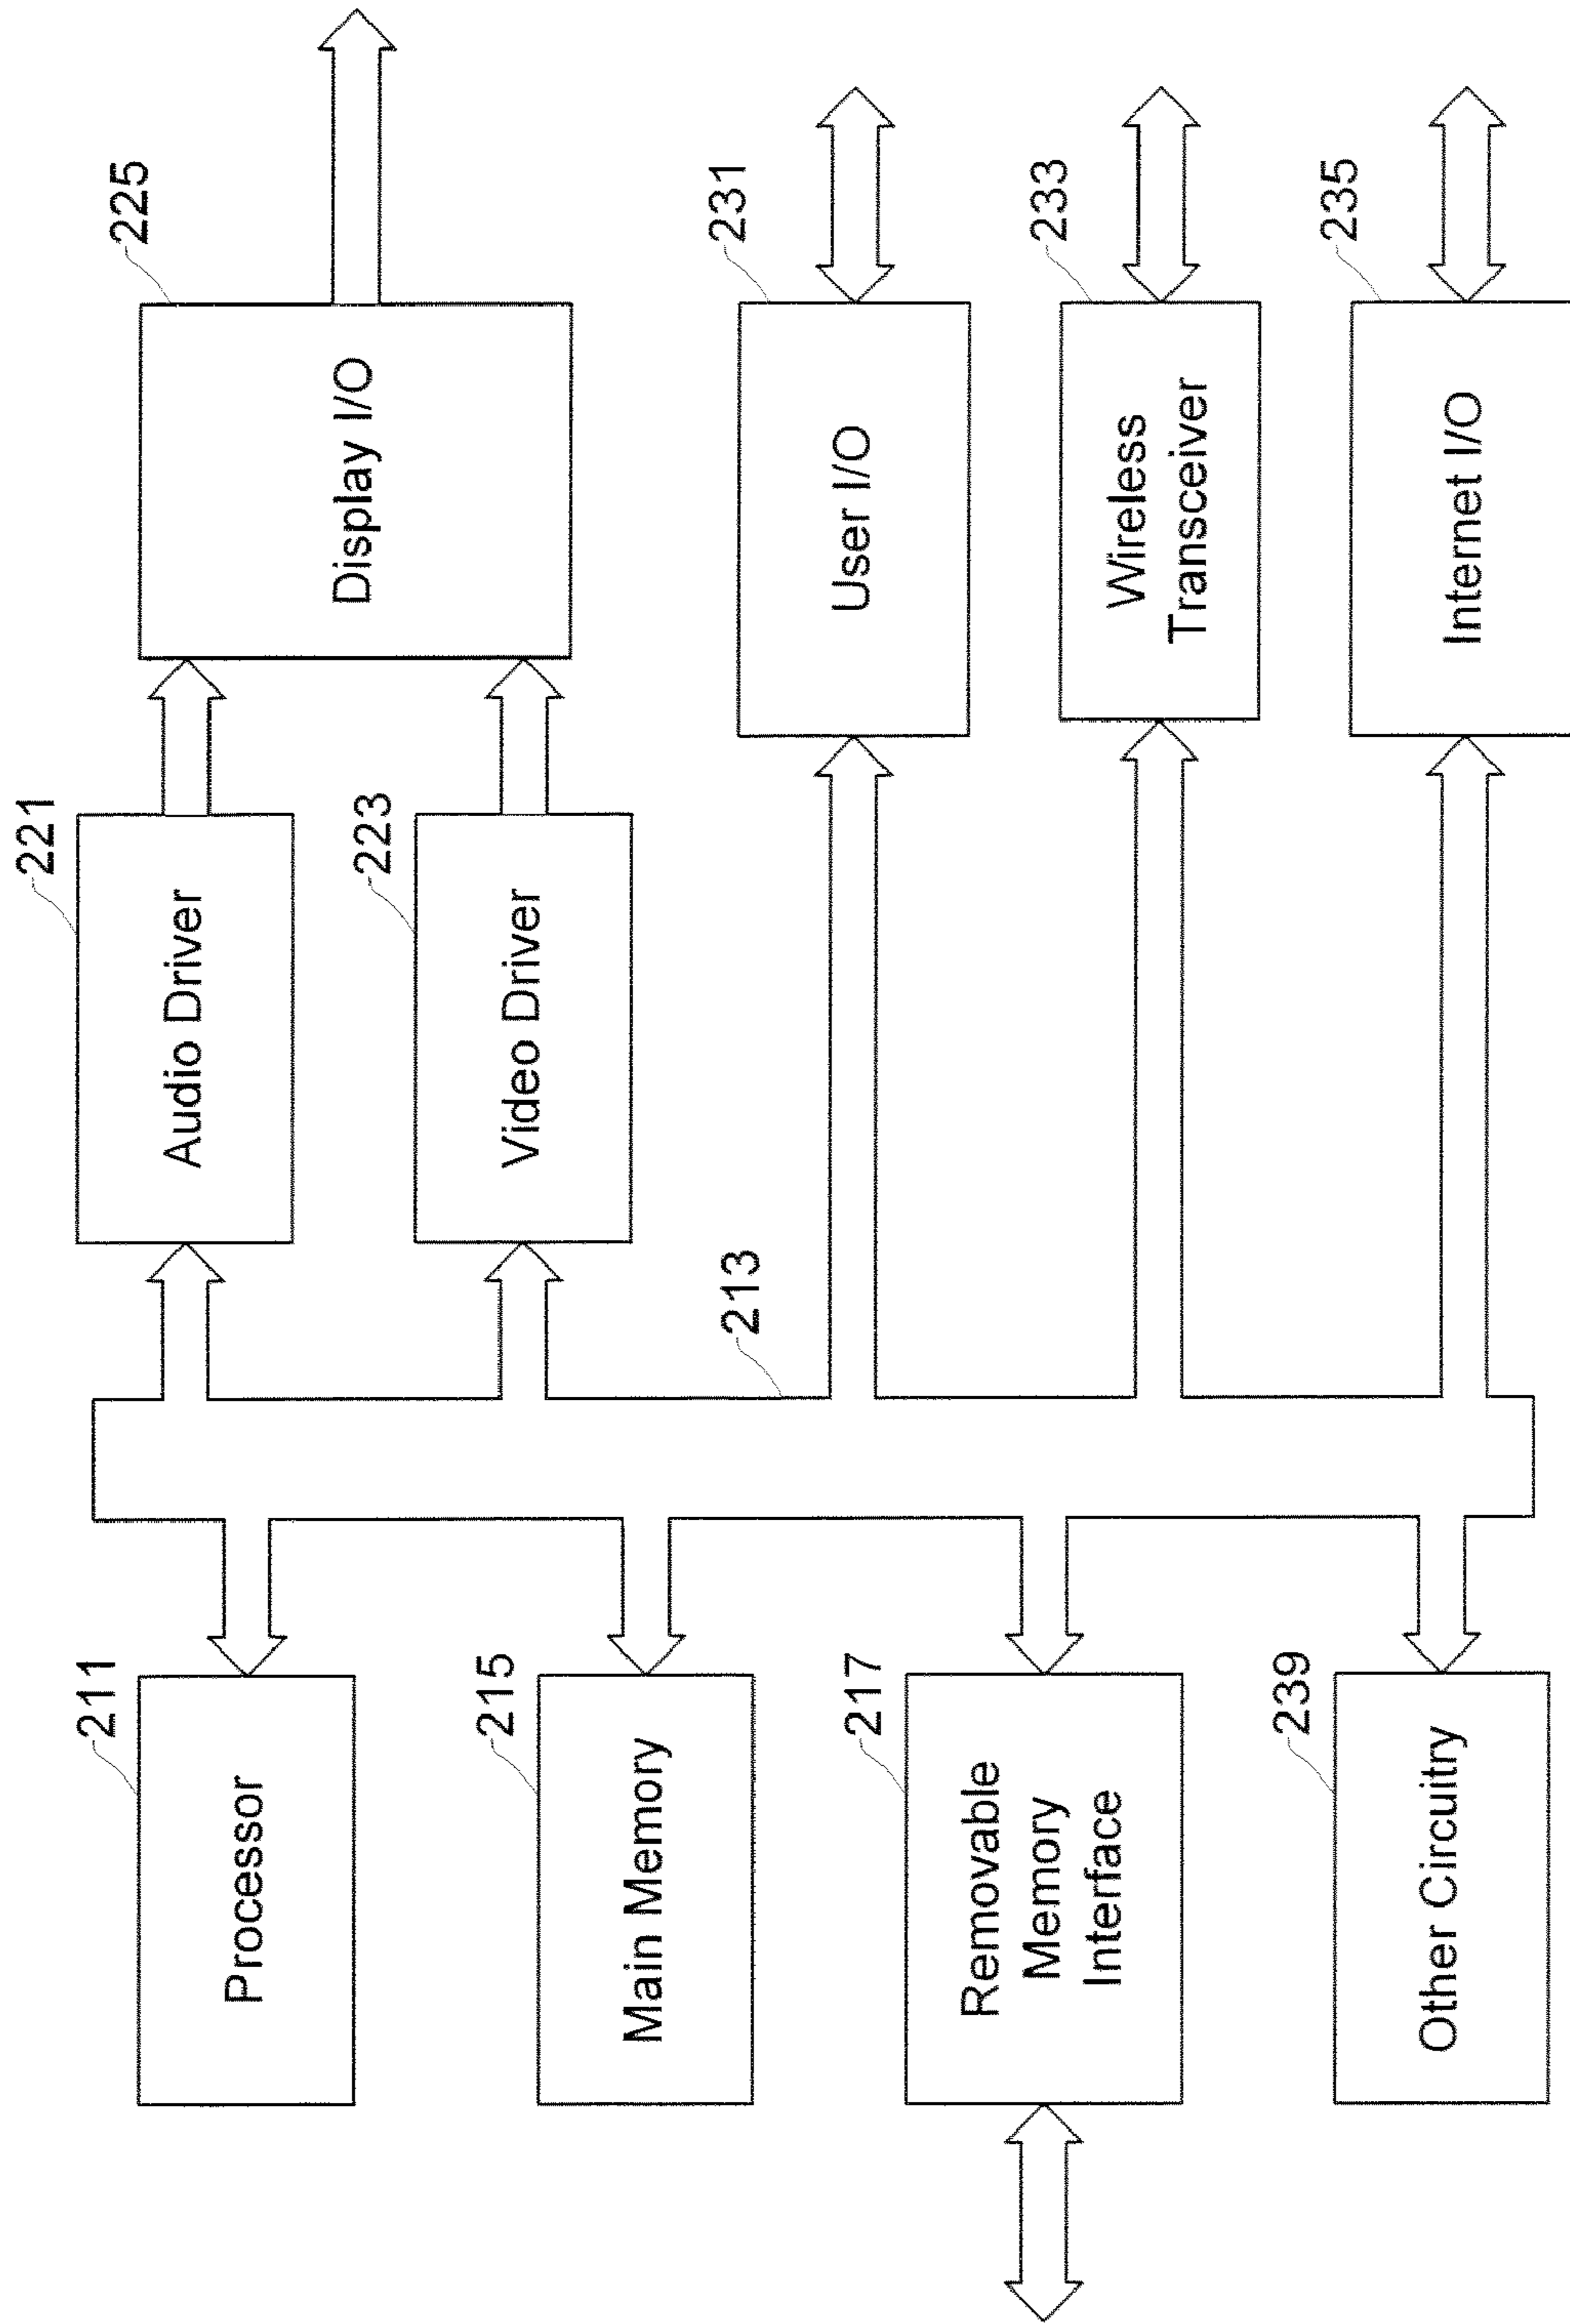 221
Audio Driver
225
Display I/O
223
Video Driver
211
Processor
213
215
Main Memory
231
User I/O
217
Removable
Memory
Interface
233
Wireless
Transceiver
239
Other Circuitry
235
Internet I/O